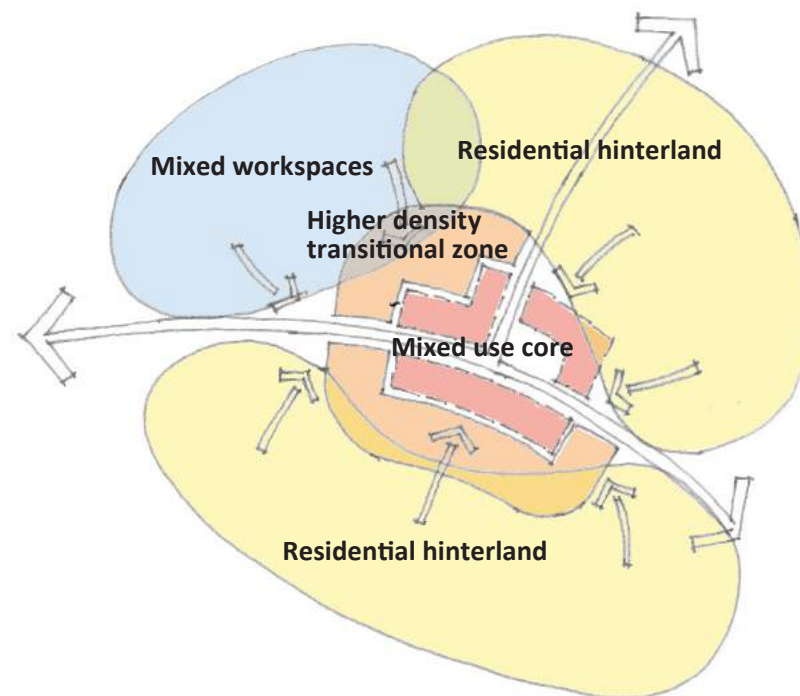 Mixed workspaces
Residential hinterland
Higher density
transitional zone
Mixed use core
Residential hinterland